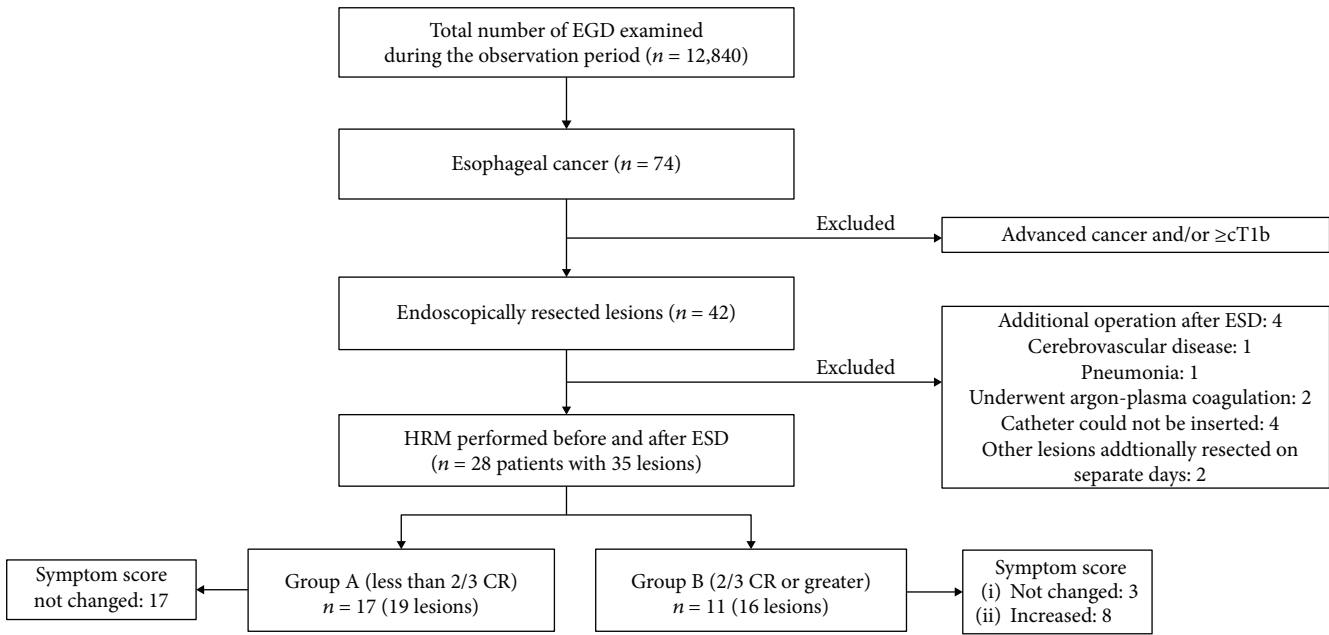 Total number of EGD examined
during the observation period (n = 12,840)
Esophageal cancer (n = 74)
Excluded
Advanced cancer and/or ≥cT1b
Endoscopically resected lesions (n = 42)
Excluded
Additional operation after ESD: 4
Cerebrovascular disease: 1
Pneumonia: 1
Underwent argon-plasma coagulation: 2
Catheter could not be inserted: 4
Other lesions addtionally resected on
separate days: 2
HRM performed before and after ESD
(n = 28 patients with 35 lesions)
Symptom score
not changed: 17
Group A (less than 2/3 CR)
n = 17 (19 lesions)
Group B (2/3 CR or greater)
n = 11 (16 lesions)
Symptom score
(i) Not changed: 3
(ii) Increased: 8